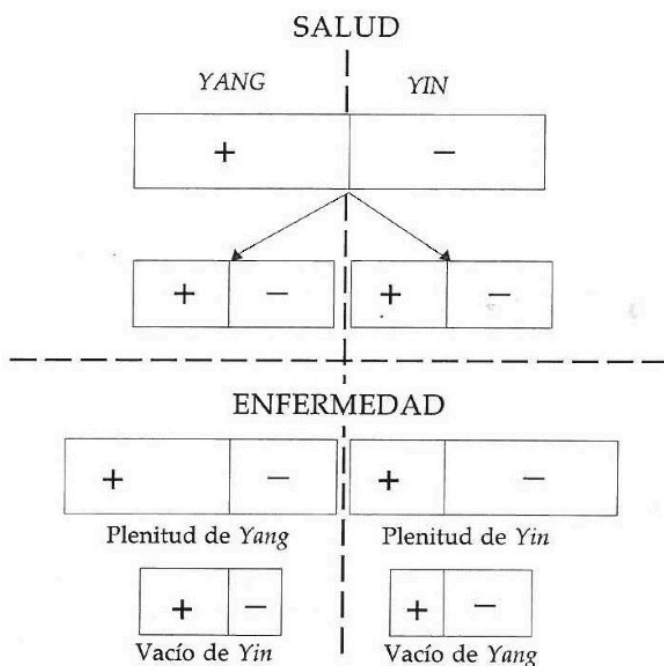 SALUD
YANG YIN
+ −
+ − + −
ENFERMEDAD
+ − + −
Plenitud de Yang Plenitud de Yin
+ − + −
Vacío de Yin Vacío de Yang